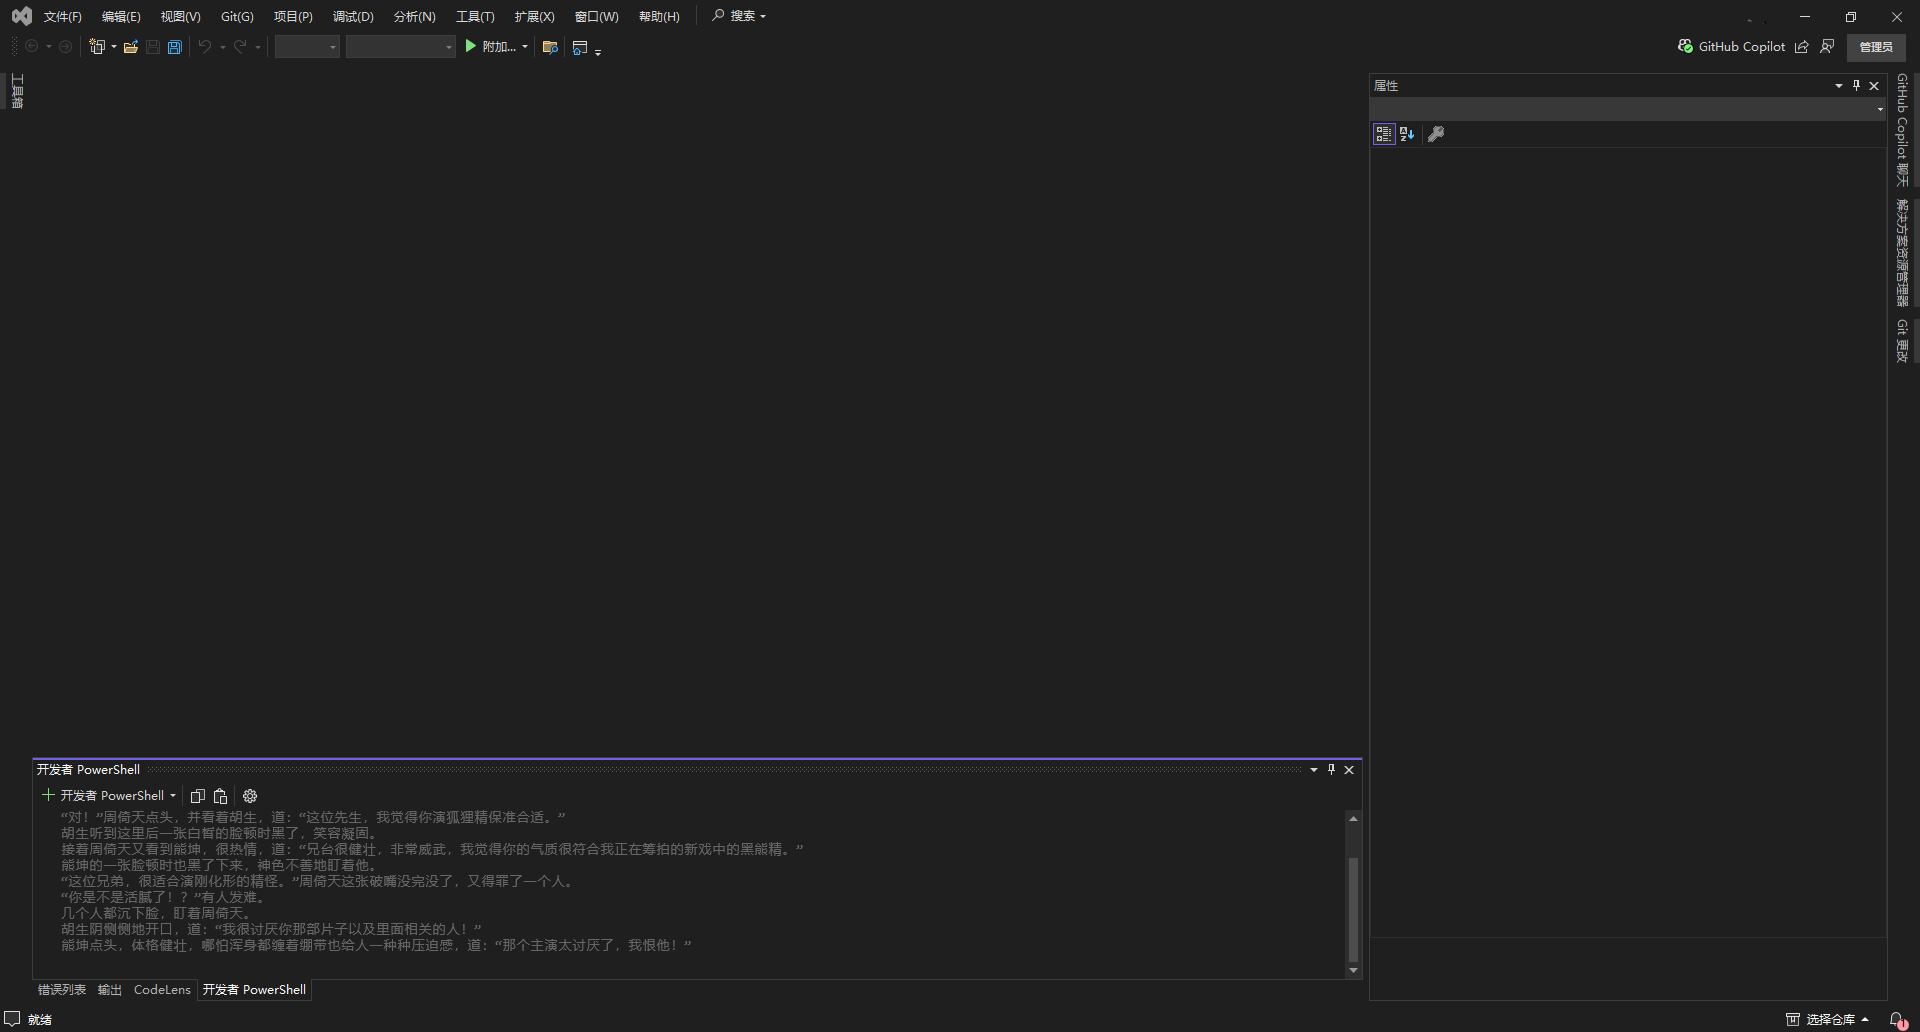 文件(F) 编辑(E) 视图(V) Git(G) 项目(P) 调试(D) 分析(N) 工具(T) 扩展(X) 窗口(W) 帮助(H) 搜索
附加... GitHub Copilot 管理员
工具箱
属性
GitHub Copilot 聊天
解决方案资源管理器
Git 更改
开发者 PowerShell
开发者 PowerShell
“对！”周倚天点头，并看着胡生，道：“这位先生，我觉得你演狐狸精保准合适。”
胡生听到这里后一张白皙的脸顿时黑了，笑容凝固。
接着周倚天又看到熊坤，很热情，道：“兄台很健壮，非常威武，我觉得你的气质很符合我正在筹拍的新戏中的黑熊精。”
熊坤的一张脸顿时也黑了下来，神色不善地盯着他。
“这位兄弟，很适合演刚化形的精怪。”周倚天这张破嘴没完没了，又得罪了一个人。
“你是不是活腻了！？”有人发难。
几个人都沉下脸，盯着周倚天。
胡生阴恻恻地开口，道：“我很讨厌你那部片子以及里面相关的人！”
熊坤点头，体格健壮，哪怕浑身都缠着绷带也给人一种种压迫感，道：“那个主演太讨厌了，我恨他！”
错误列表 输出 CodeLens 开发者 PowerShell
就绪 选择仓库 1